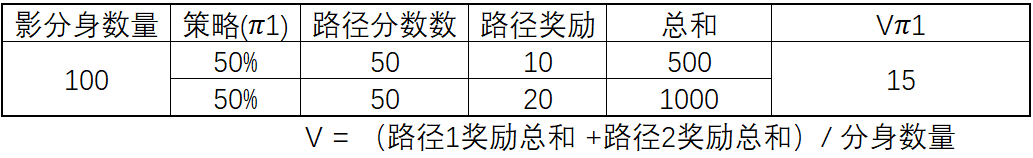 影分身数量 策略(π1) 路径分数数 路径奖励 总和 Vπ1
100 50% 50 10 500 15
50% 50 20 1000
V = （路径1奖励总和 +路径2奖励总和）/ 分身数量